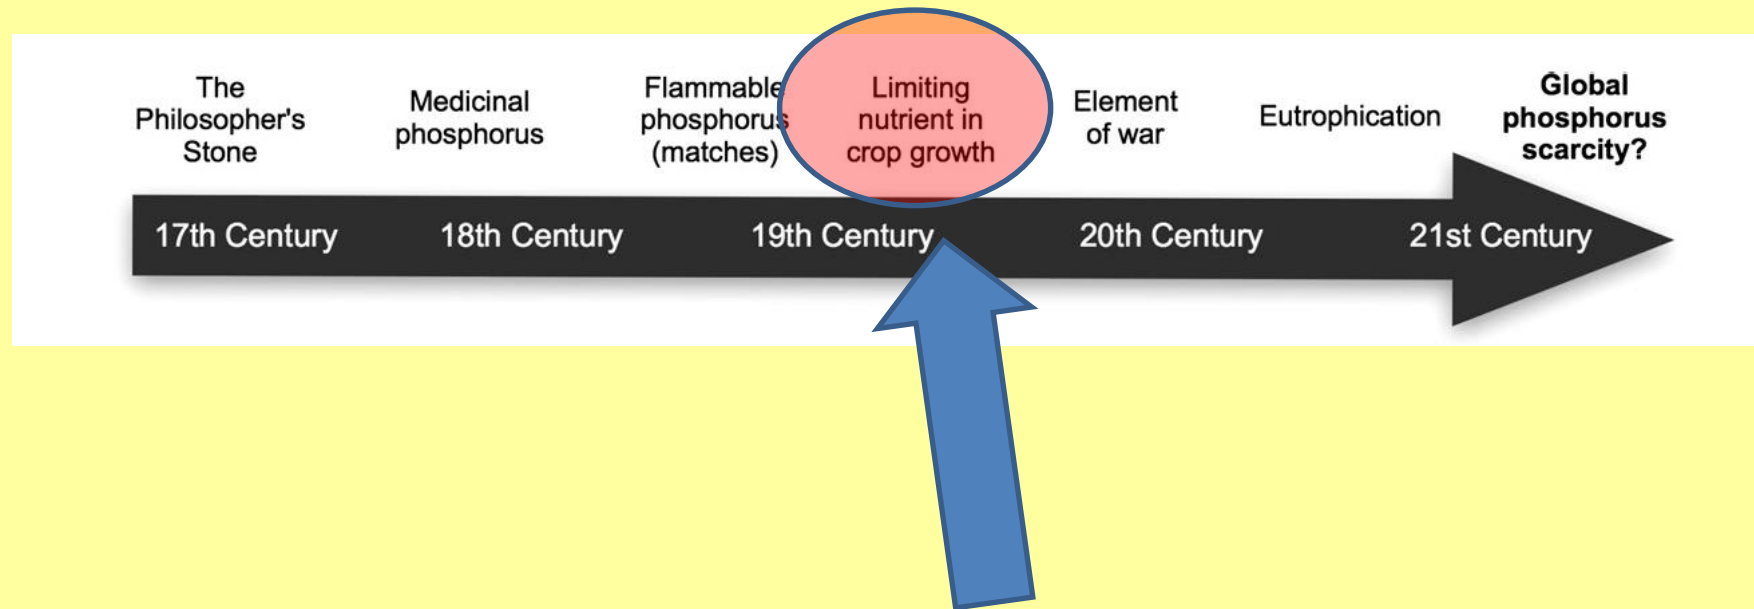 The
Philosopher's
Stone
Medicinal
phosphorus
Flammable
phosphorus
(matches)
Limiting
nutrient in
crop growth
Element
of war
Eutrophication
Global
phosphorus
scarcity?
17th Century
18th Century
19th Century
20th Century
21st Century